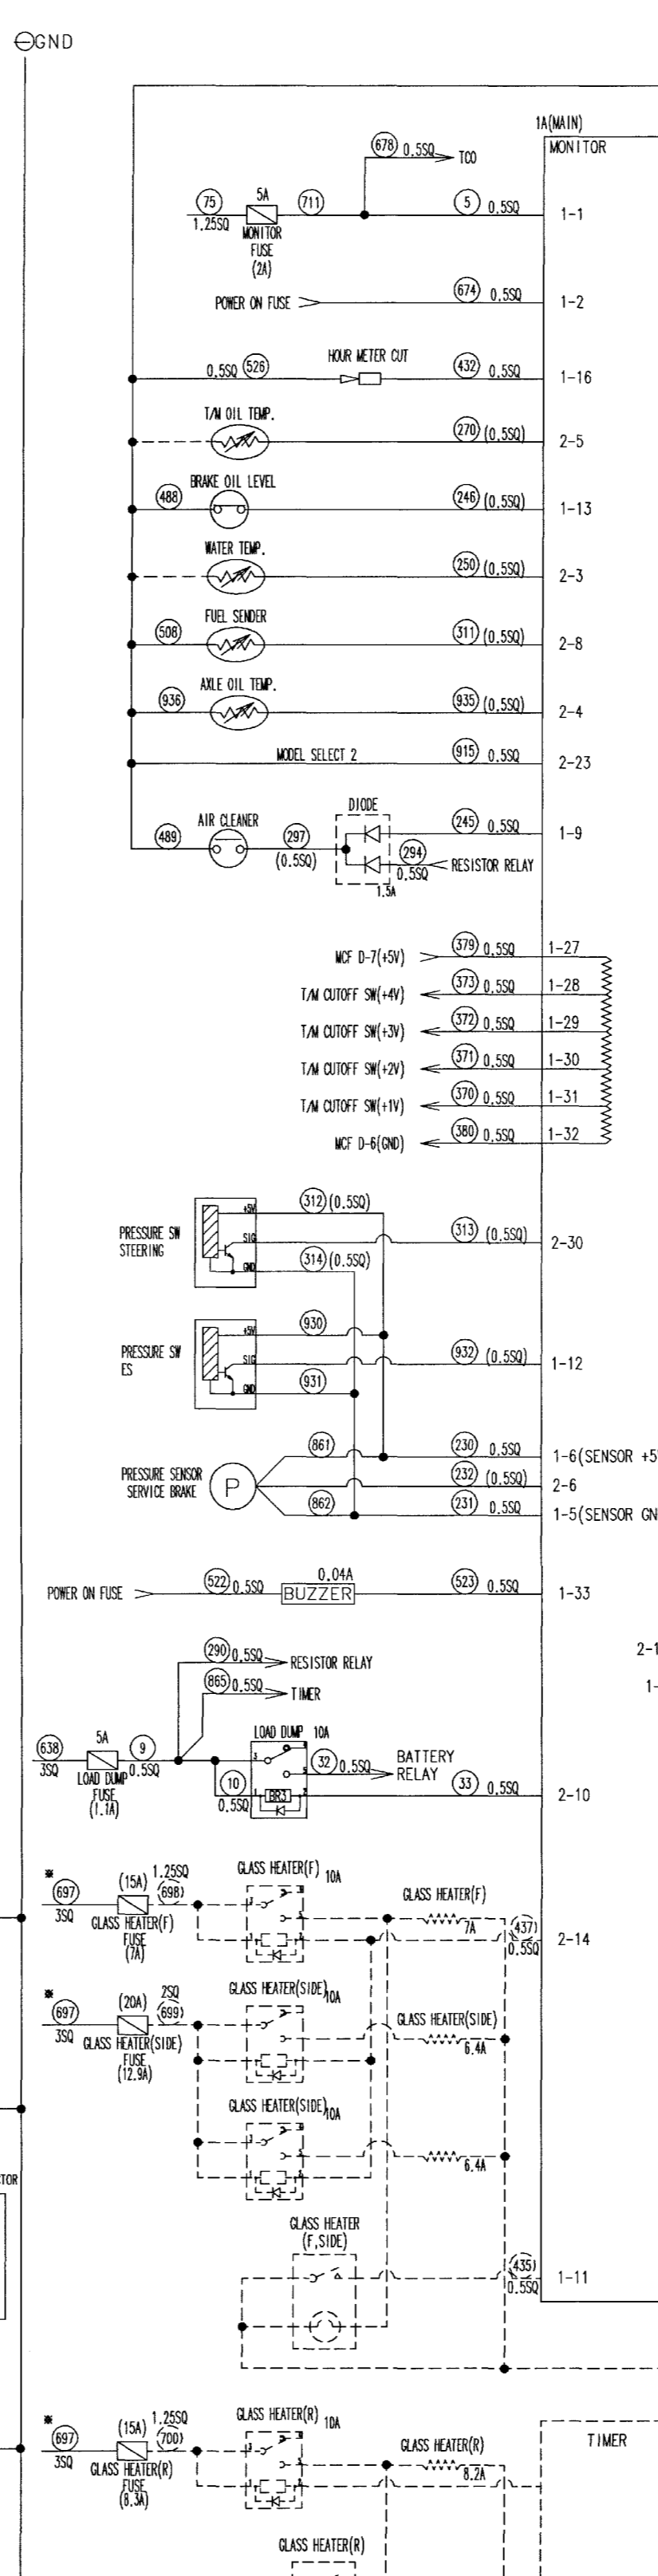 GND
1A(MAIN)
MONITOR
678 0.5SQ TCO
75 5A 711 5 0.5SQ 1-1
1.25SQ MONITOR
FUSE
(2A)
POWER ON FUSE 674 0.5SQ 1-2
HOUR METER CUT
0.5SQ 526 432 0.5SQ 1-16
T/M OIL TEMP.
270 (0.5SQ) 2-5
BRAKE OIL LEVEL
488 246 (0.5SQ) 1-13
WATER TEMP.
250 (0.5SQ) 2-3
FUEL SENDER
508 311 (0.5SQ) 2-8
AXLE OIL TEMP.
936 935 (0.5SQ) 2-4
MODEL SELECT 2 915 0.5SQ 2-23
DIODE
AIR CLEANER 245 0.5SQ 1-9
489 297
(0.5SQ)
294 RESISTOR RELAY
0.5SQ
1.5A
MCF D-7(+5V) 379 0.5SQ 1-27
T/M CUTOFF SW(+4V) 373 0.5SQ 1-28
T/M CUTOFF SW(+3V) 372 0.5SQ 1-29
T/M CUTOFF SW(+2V) 371 0.5SQ 1-30
T/M CUTOFF SW(+1V) 370 0.5SQ 1-31
MCF D-6(GND) 380 0.5SQ 1-32
+5V 312 (0.5SQ)
PRESSURE SW
STEERING
SIG 313 (0.5SQ) 2-30
GND 314 (0.5SQ)
+5V 930
PRESSURE SW
ES
SIG 932 (0.5SQ) 1-12
GND 931
861 230 0.5SQ 1-6(SENSOR +5
PRESSURE SENSOR
SERVICE BRAKE
P 232 (0.5SQ) 2-6
862 231 0.5SQ 1-5(SENSOR GN
0.04A
POWER ON FUSE 522 0.5SQ BUZZER 523 0.5SQ 1-33
2-1
1-
290 0.5SQ RESISTOR RELAY
865 0.5SQ TIMER
LOAD DUMP 10A
638 5A 9
3SQ 0.5SQ
LOAD DUMP
FUSE
(1.1A)
3 4 5
32 0.5SQ BATTERY
RELAY
10 1 BR3 2 33 0.5SQ 2-10
0.5SQ
※ GLASS HEATER(F) 10A
697 (15A) 1.25SQ
698
3SQ
GLASS HEATER(F)
FUSE
(7A)
GLASS HEATER(F)
7A 437 2-14
0.5SQ
※ GLASS HEATER(SIDE) 10A
697 (20A) 2SQ
699
3SQ GLASS HEATER(SIDE)
FUSE
(12.9A)
GLASS HEATER(SIDE)
6.4A
GLASS HEATER(SIDE) 10A
6.4A
TOR
GLASS HEATER
(F,SIDE)
435 1-11
0.5SQ
※ GLASS HEATER(R) 10A
697 (15A) 1.25SQ
700
3SQ
GLASS HEATER(R)
FUSE
(8.3A)
GLASS HEATER(R)
8.2A
TIMER
GLASS HEATER(R)